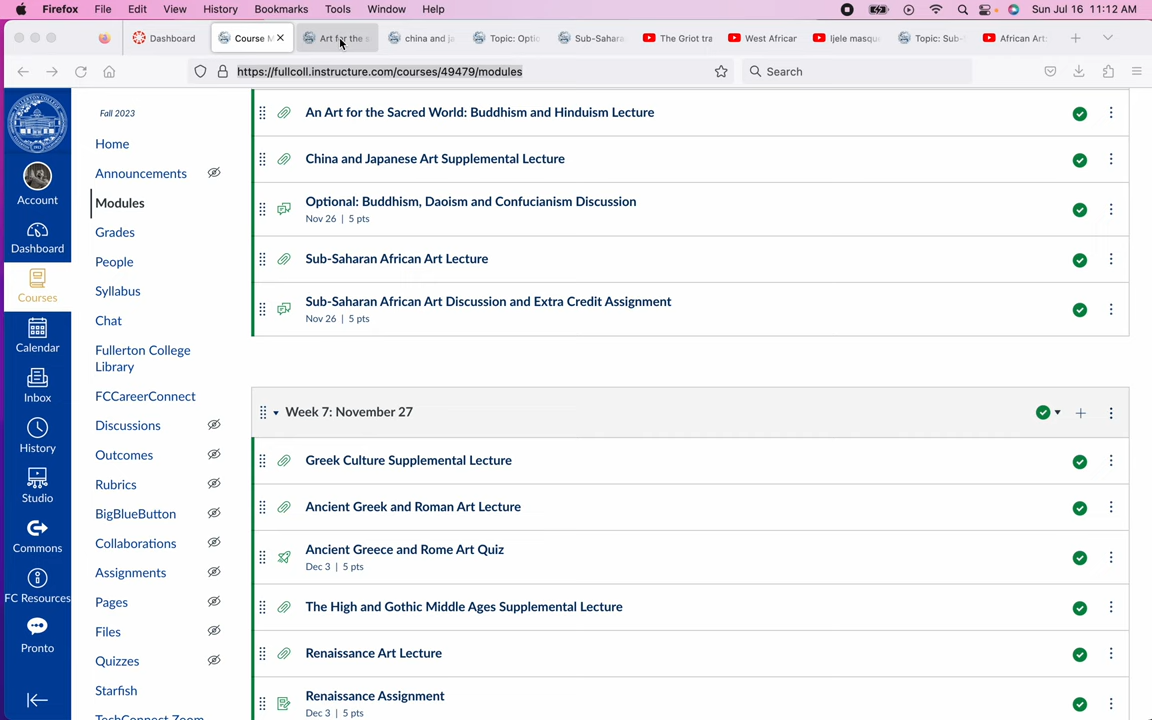 Firefox File Edit View History Bookmarks Tools Window Help Sun Jul 16 11:12 AM
Dashboard Course M Art for the s china and ja Topic: Optic Sub-Sahara The Griot tra West African Ijele masqu Topic: Sub- African Art:
https://fullcoll.instructure.com/courses/49479/modules Search
Account
Dashboard
Courses
Calendar
Inbox
History
Studio
Commons
FC Resources
Pronto
Fall 2023
Home
Announcements
Modules
Grades
People
Syllabus
Chat
Fullerton College
Library
FCCareerConnect
Discussions
Outcomes
Rubrics
BigBlueButton
Collaborations
Assignments
Pages
Files
Quizzes
Starfish
TechConnect Zoom
An Art for the Sacred World: Buddhism and Hinduism Lecture
China and Japanese Art Supplemental Lecture
Optional: Buddhism, Daoism and Confucianism Discussion
Nov 26 | 5 pts
Sub-Saharan African Art Lecture
Sub-Saharan African Art Discussion and Extra Credit Assignment
Nov 26 | 5 pts
Week 7: November 27
Greek Culture Supplemental Lecture
Ancient Greek and Roman Art Lecture
Ancient Greece and Rome Art Quiz
Dec 3 | 5 pts
The High and Gothic Middle Ages Supplemental Lecture
Renaissance Art Lecture
Renaissance Assignment
Dec 3 | 5 pts